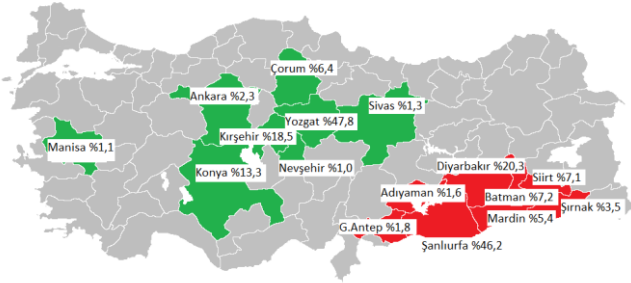 Çorum %6,4
Ankara %2,3
Sivas %1,3
Yozgat %47,8
Kırşehir %18,5
Manisa %1,1
Konya %13,3
Nevşehir %1,0
Diyarbakır %20,3
Siirt %7,1
Adıyaman %1,6
Batman %7,2
Şırnak %3,5
Mardin %5,4
G.Antep %1,8
Şanlıurfa %46,2